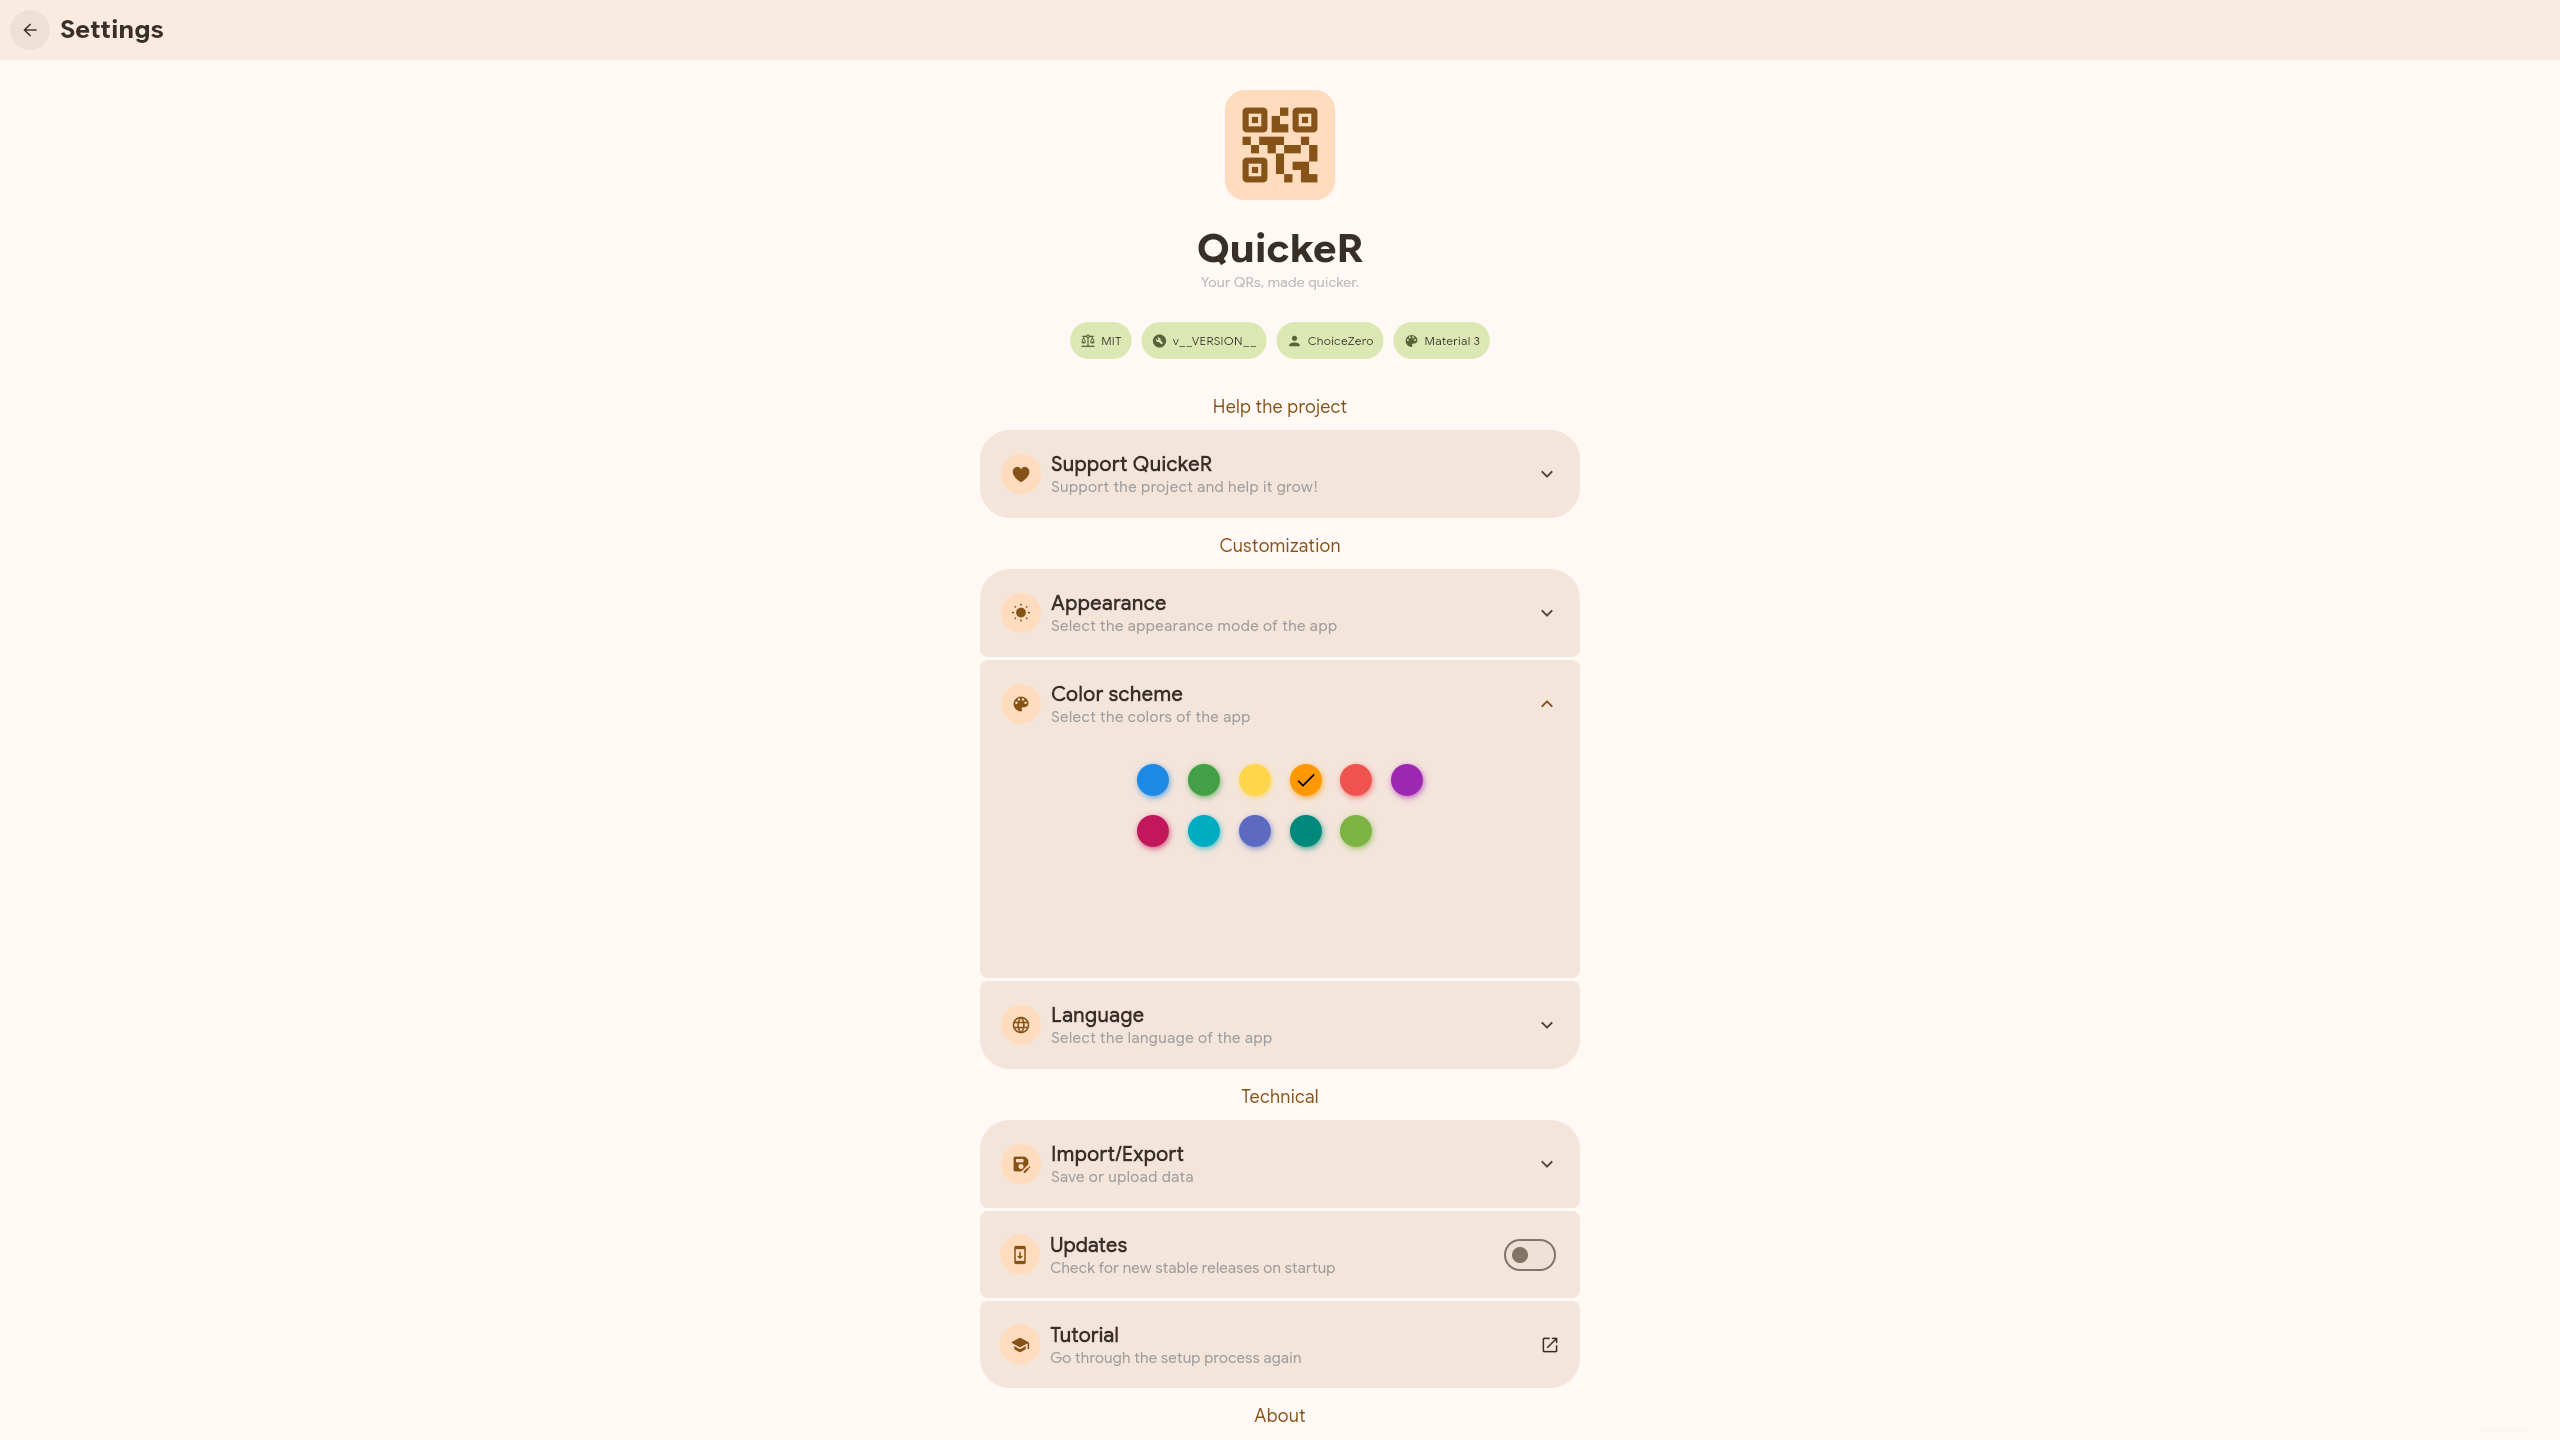 Settings
QuickeR
Your QRs, made quicker.
MIT
v__VERSION__
ChoiceZero
Material 3
Help the project
Support QuickeR
Support the project and help it grow!
Customization
Appearance
Select the appearance mode of the app
Color scheme
Select the colors of the app
Language
Select the language of the app
Technical
Import/Export
Save or upload data
Updates
Check for new stable releases on startup
Tutorial
Go through the setup process again
About